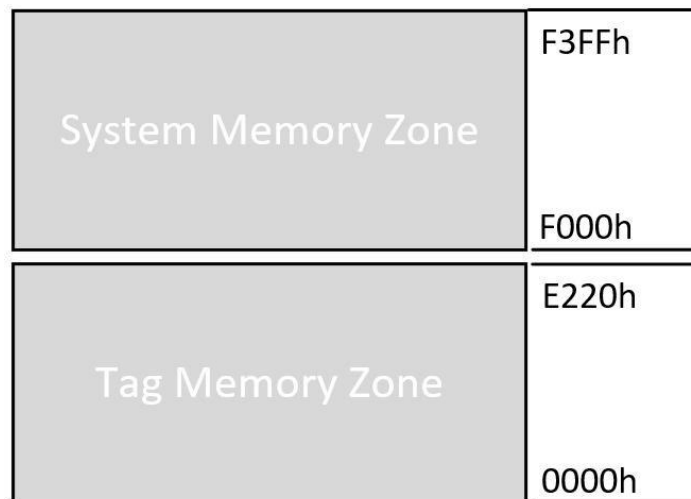 System Memory Zone
F3FFh
F000h
Tag Memory Zone
E220h
0000h